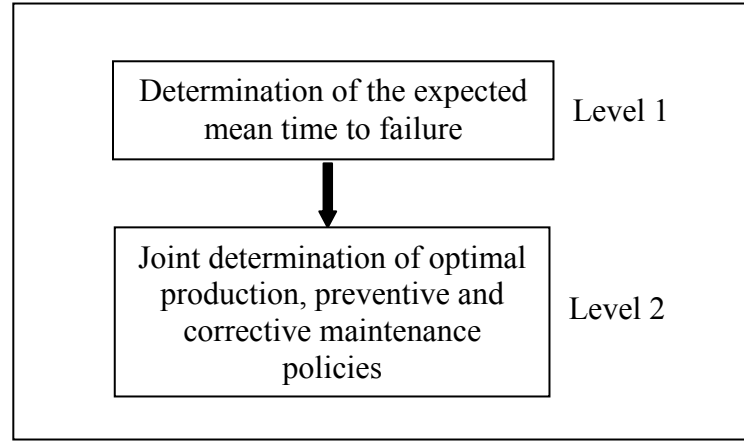 Determination of the expected
mean time to failure
Level 1
Joint determination of optimal
production, preventive and
corrective maintenance
policies
Level 2